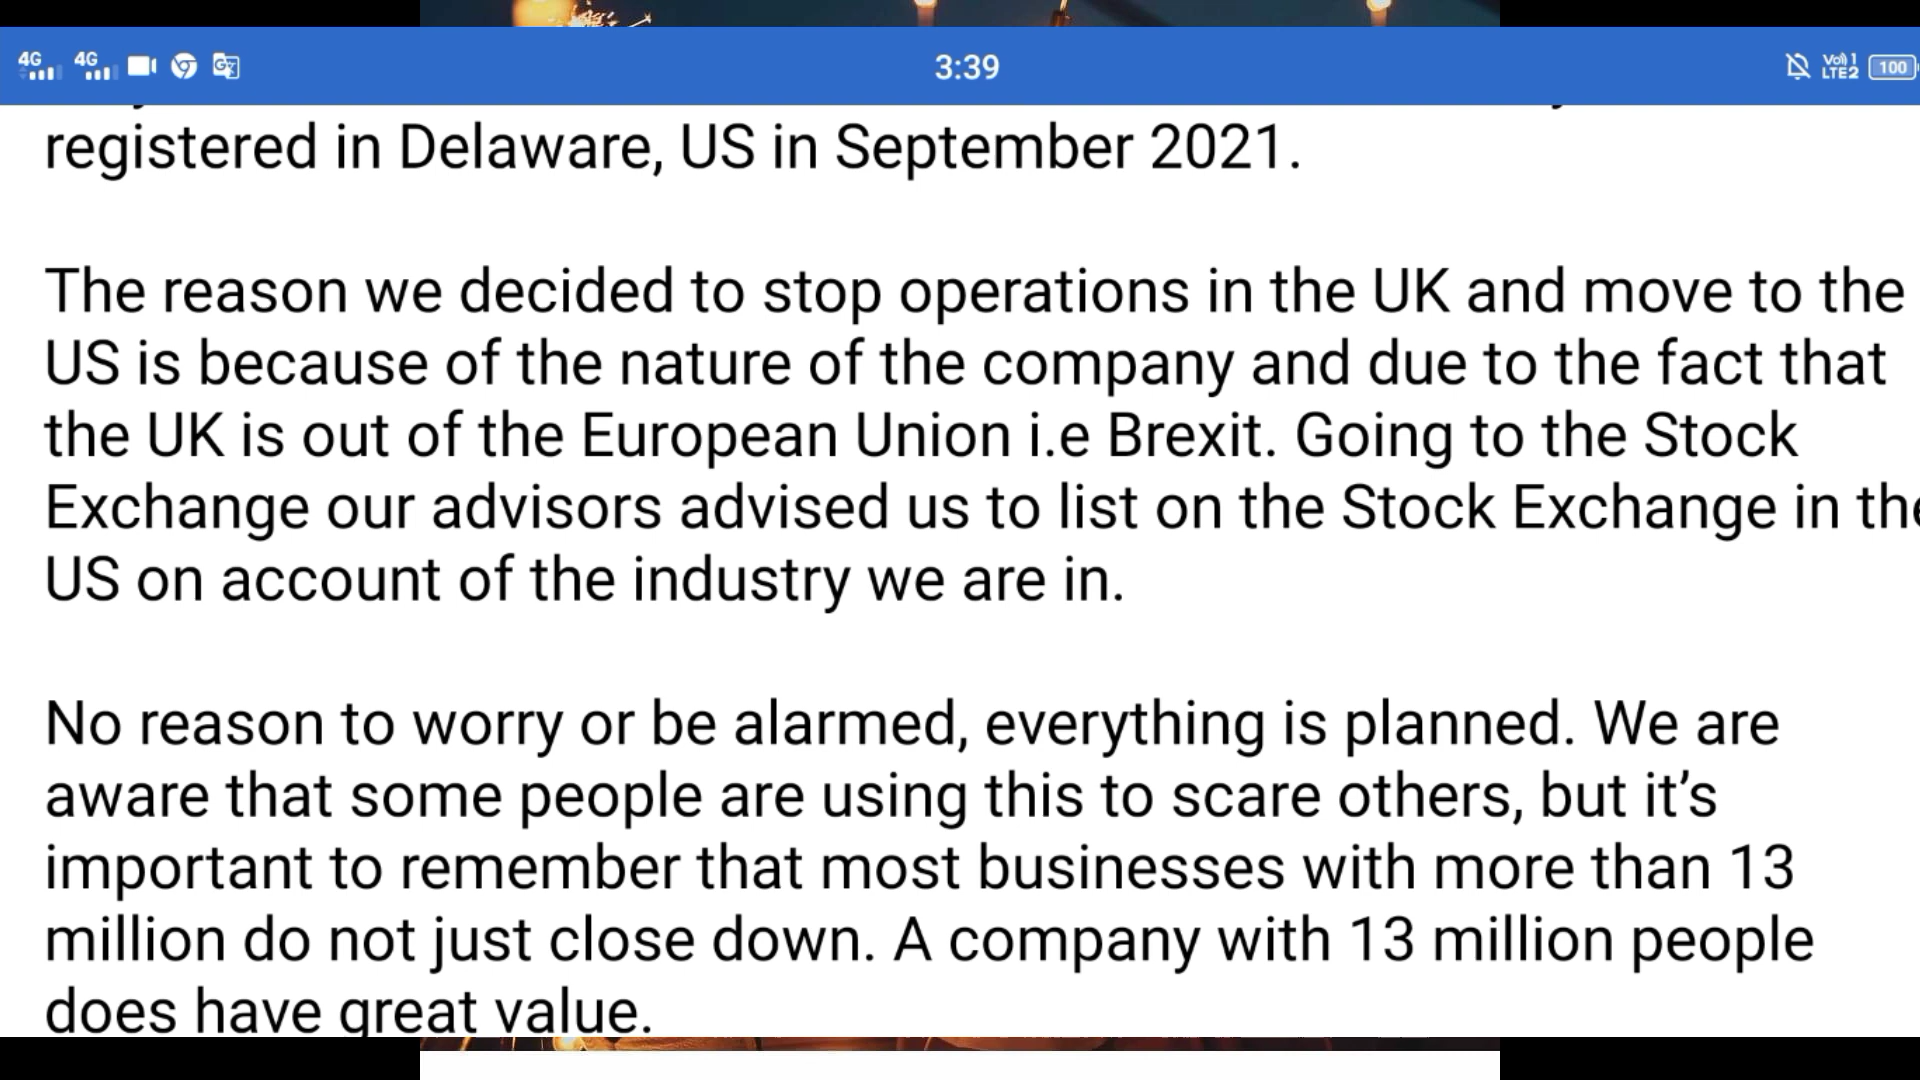 4G 4G 3:39 Vo)) 1 LTE2 100
registered in Delaware, US in September 2021.
The reason we decided to stop operations in the UK and move to the
US is because of the nature of the company and due to the fact that
the UK is out of the European Union i.e Brexit. Going to the Stock
Exchange our advisors advised us to list on the Stock Exchange in the
US on account of the industry we are in.
No reason to worry or be alarmed, everything is planned. We are
aware that some people are using this to scare others, but it’s
important to remember that most businesses with more than 13
million do not just close down. A company with 13 million people
does have great value.